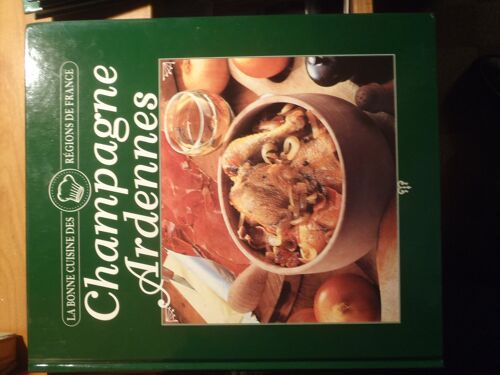 LA BONNE CUISINE DES RÉGIONS DE FRANCE
Champagne
Ardennes